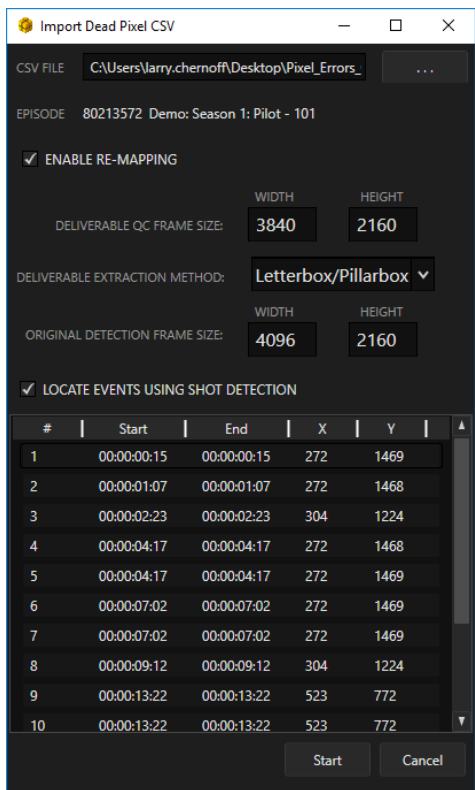 Import Dead Pixel CSV
CSV FILE C:\Users\larry.chernoff\Desktop\Pixel_Errors_ ...
EPISODE 80213572 Demo: Season 1: Pilot - 101
ENABLE RE-MAPPING
WIDTH HEIGHT
DELIVERABLE QC FRAME SIZE: 3840 2160
DELIVERABLE EXTRACTION METHOD: Letterbox/Pillarbox
WIDTH HEIGHT
ORIGINAL DETECTION FRAME SIZE: 4096 2160
LOCATE EVENTS USING SHOT DETECTION
# Start End X Y
1 00:00:00:15 00:00:00:15 272 1469
2 00:00:01:07 00:00:01:07 272 1468
3 00:00:02:23 00:00:02:23 304 1224
4 00:00:04:17 00:00:04:17 272 1468
5 00:00:04:17 00:00:04:17 272 1469
6 00:00:07:02 00:00:07:02 272 1469
7 00:00:07:02 00:00:07:02 272 1469
8 00:00:09:12 00:00:09:12 304 1224
9 00:00:13:22 00:00:13:22 523 772
10 00:00:13:22 00:00:13:22 523 772
Start Cancel